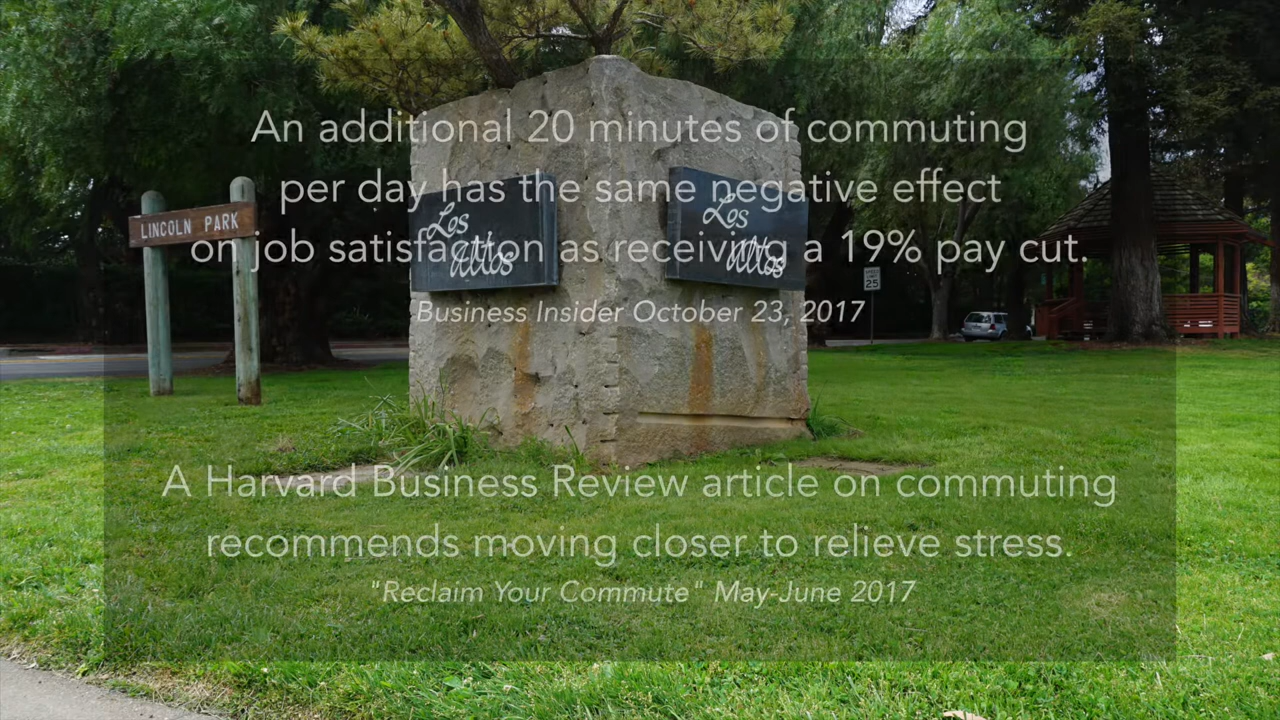 An additional 20 minutes of commuting
per day has the same negative effect
on job satisfaction as receiving a 19% pay cut.
Business Insider October 23, 2017
A Harvard Business Review article on commuting
recommends moving closer to relieve stress.
"Reclaim Your Commute" May-June 2017
LINCOLN PARK
Los
Altos
Los
Altos
SPEED
LIMIT
25